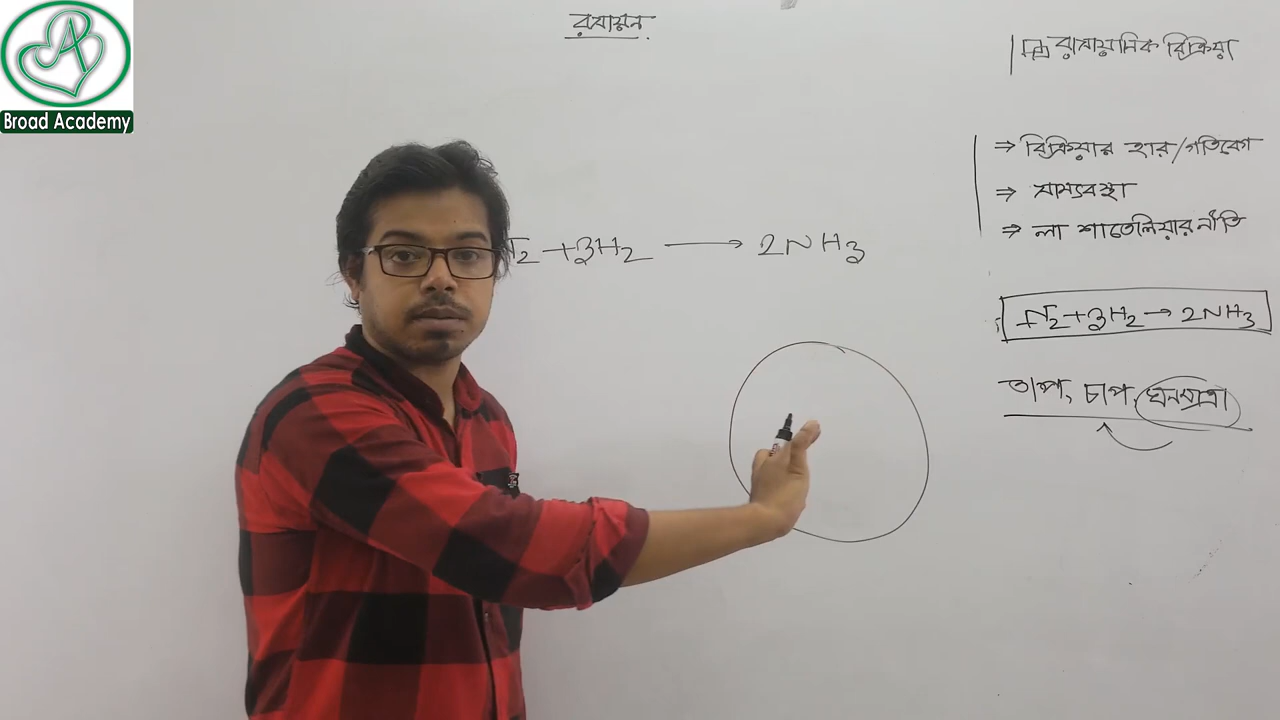 Broad Academy
রসায়ন
রাসায়নিক বিক্রিয়া
⇒ বিক্রিয়ার হার/গতিবেগ
⇒ সাম্যবস্থা
⇒ লা শাতেলিয়ার নীতি
N₂ + 3H₂ ⟶ 2NH₃
N₂+3H₂ → 2NH₃
তাপ, চাপ, ঘনমাত্রা